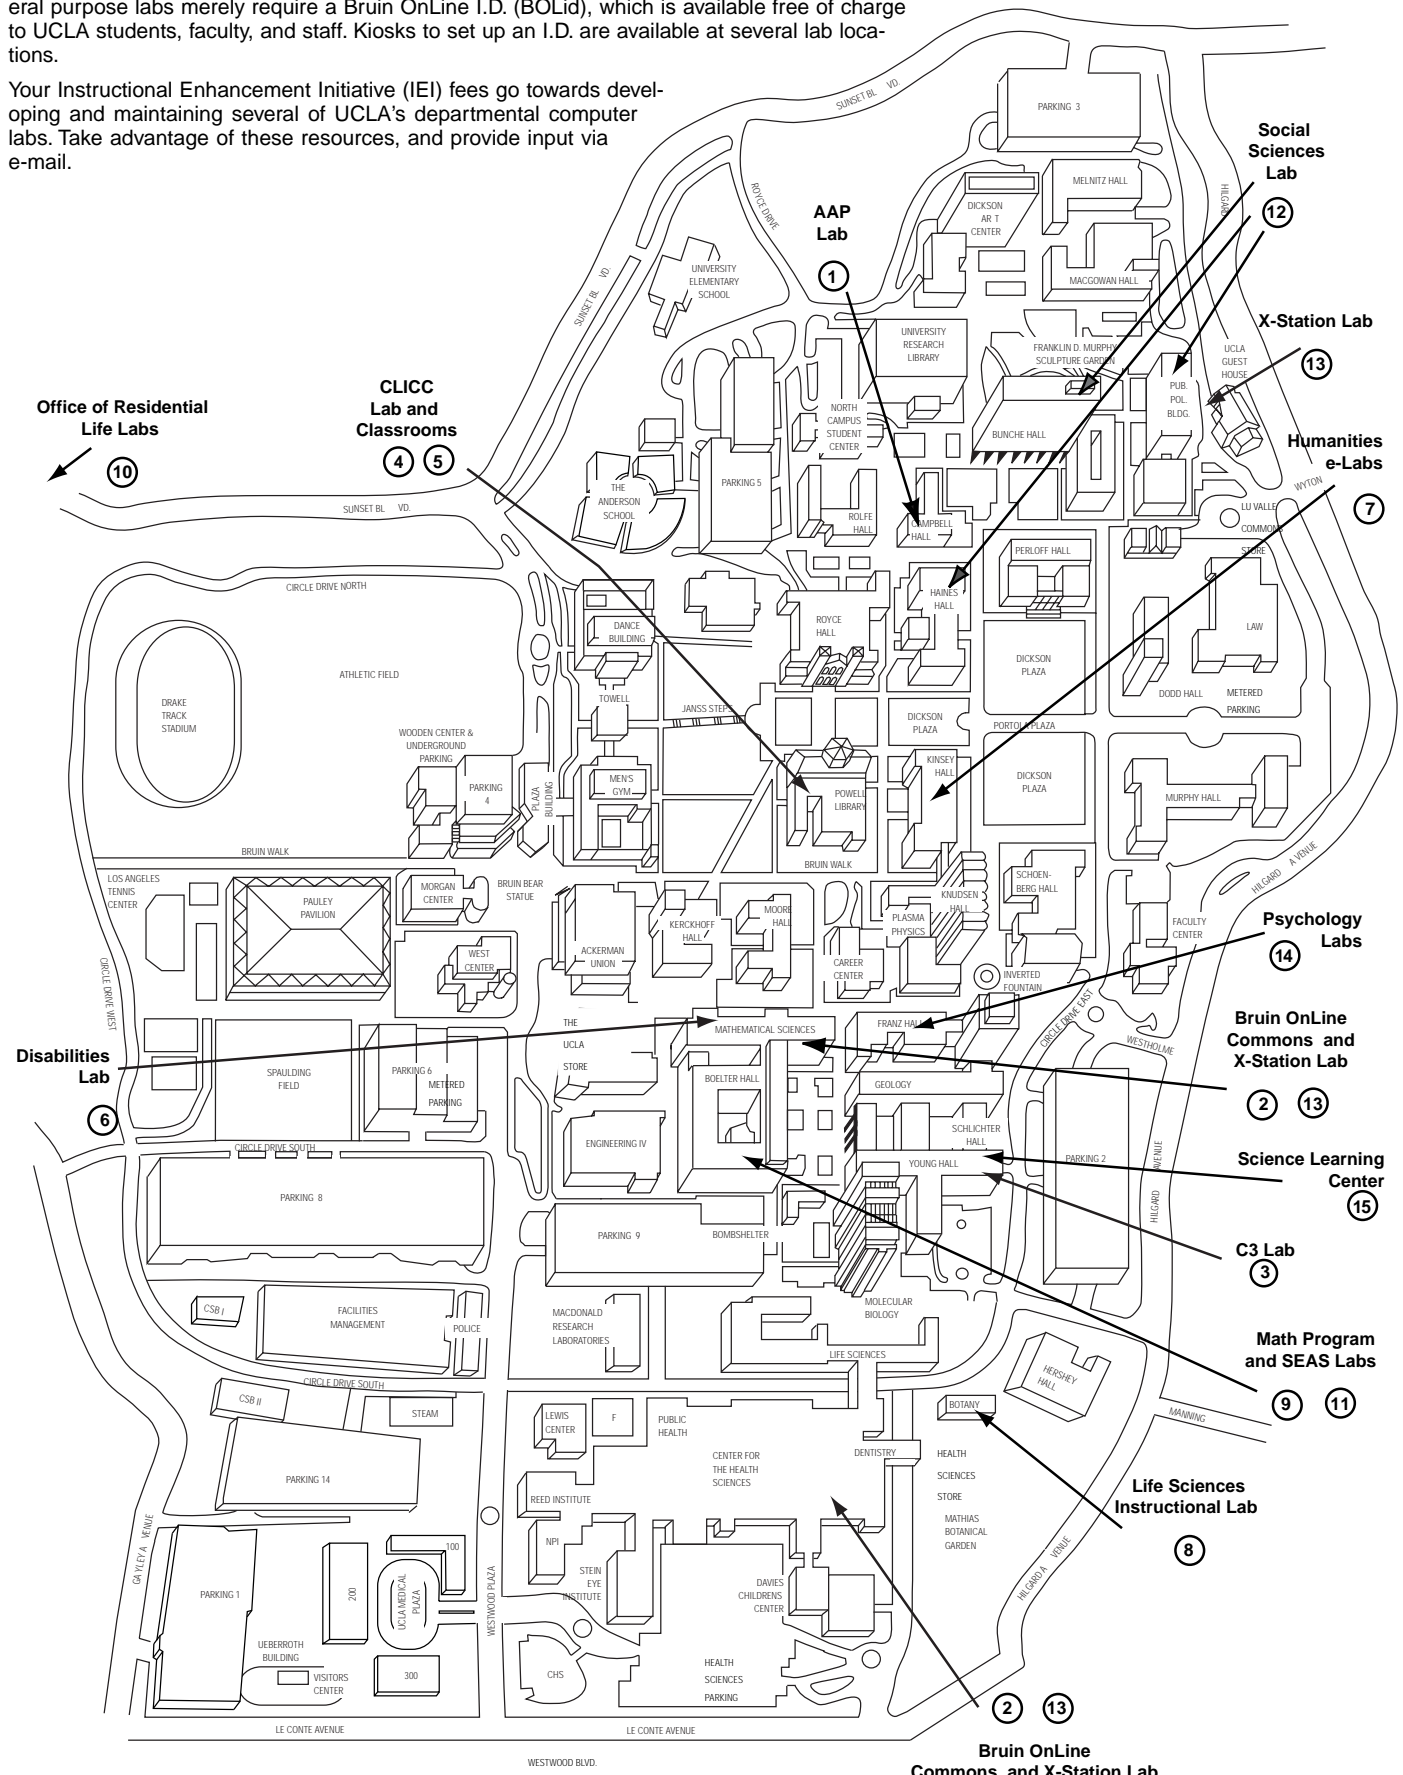 eral purpose labs merely require a Bruin OnLine I.D. (BOLid), which is available free of charge
to UCLA students, faculty, and staff. Kiosks to set up an I.D. are available at several lab loca-
tions.
Your Instructional Enhancement Initiative (IEI) fees go towards devel-
oping and maintaining several of UCLA's departmental computer
labs. Take advantage of these resources, and provide input via
e-mail.
SUNSET BL VD.
PARKING 3
Social
Sciences
Lab
12
HILGARD
ROYCE DRIVE
MELNITZ HALL
DICKSON
AR T
CENTER
AAP
Lab
1
UNIVERSITY
ELEMENTARY
SCHOOL
MACGOWAN HALL
SUNSET BL VD.
UNIVERSITY
RESEARCH
LIBRARY
FRANKLIN D. MURPHY
SCULPTURE GARDEN
X-Station Lab
13
UCLA
GUEST
HOUSE
PUB.
POL.
BLDG.
CLICC
Lab and
Classrooms
4 5
Office of Residential
Life Labs
10
NORTH
CAMPUS
STUDENT
CENTER
BUNCHE HALL
Humanities
e-Labs
7
WYTON
PARKING 5
THE
ANDERSON
SCHOOL
SUNSET BL VD.
ROLFE
HALL
CAMPBELL
HALL
LU VALLE
COMMONS
STORE
PERLOFF HALL
CIRCLE DRIVE NORTH
HAINES
HALL
ROYCE
HALL
DANCE
BUILDING
LAW
DICKSON
PLAZA
ATHLETIC FIELD
DRAKE
TRACK
STADIUM
TOWELL
JANSS STEPS
DODD HALL
METERED
PARKING
DICKSON
PLAZA
PORTOLA PLAZA
WOODEN CENTER &
UNDERGROUND
PARKING
PARKING
4
PLAZA
BUILDING
MEN'S
GYM
POWELL
LIBRARY
KINSEY
HALL
DICKSON
PLAZA
MURPHY HALL
BRUIN WALK
BRUIN WALK
HILGARD A VENUE
LOS ANGELES
TENNIS
CENTER
PAULEY
PAVILION
MORGAN
CENTER
BRUIN BEAR
STATUE
SCHOEN-
BERG HALL
KNUDSEN
HALL
MOORE
HALL
PLASMA
PHYSICS
KERCKHOFF
HALL
FACULTY
CENTER
Psychology
Labs
14
ACKERMAN
UNION
WEST
CENTER
CAREER
CENTER
INVERTED
FOUNTAIN
CIRCLE DRIVE WEST
CIRCLE DRIVE EAST
THE
UCLA
STORE
MATHEMATICAL SCIENCES
FRANZ HALL
WESTHOLME
Bruin OnLine
Commons and
X-Station Lab
2 13
Disabilities
Lab
6
SPAULDING
FIELD
PARKING 6
METERED
PARKING
BOELTER HALL
GEOLOGY
SCHLICHTER
HALL
ENGINEERING IV
CIRCLE DRIVE SOUTH
YOUNG HALL
PARKING 2
HILGARD AVENUE
Science Learning
Center
15
PARKING 8
PARKING 9
BOMBSHELTER
C3 Lab
3
MOLECULAR
BIOLOGY
CSB I
FACILITIES
MANAGEMENT
POLICE
MACDONALD
RESEARCH
LABORATORIES
LIFE SCIENCES
Math Program
and SEAS Labs
9 11
HERSHEY
HALL
CIRCLE DRIVE SOUTH
CSB II
STEAM
LEWIS
CENTER
F
PUBLIC
HEALTH
BOTANY
MANNING
CENTER FOR
THE HEALTH
SCIENCES
DENTISTRY
HEALTH
SCIENCES
STORE
PARKING 14
REED INSTITUTE
Life Sciences
Instructional Lab
8
MATHIAS
BOTANICAL
GARDEN
GA YLEY A VENUE
NPI
100
200
UCLA MEDICAL
PLAZA
PARKING 1
WESTWOOD PLAZA
STEIN
EYE
INSTITUTE
DAVIES
CHILDRENS
CENTER
HILGARD A VENUE
UEBERROTH
BUILDING
VISITORS
CENTER
300
CHS
HEALTH
SCIENCES
PARKING
LE CONTE AVENUE
LE CONTE AVENUE
2 13
Bruin OnLine
Commons and X-Station Lab
WESTWOOD BLVD.